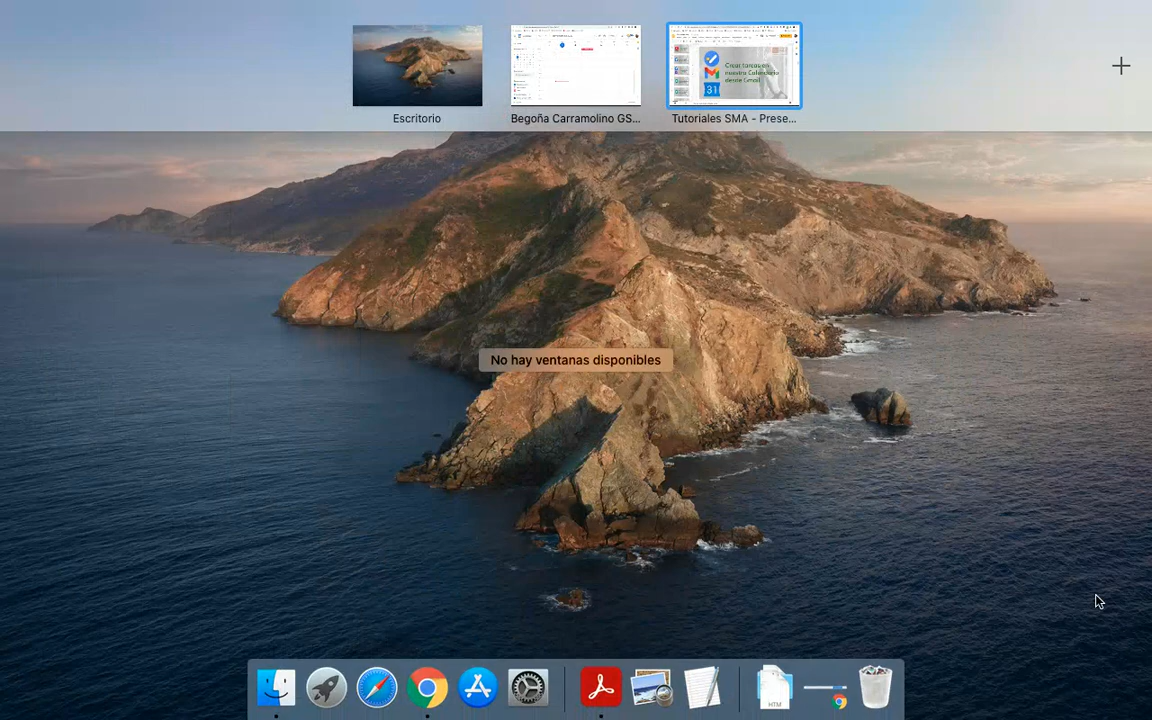 Escritorio
Begoña Carramolino GS...
Tutoriales SMA - Prese...
Crear tareas en
nuestro Calendario
desde Gmail
31
No hay ventanas disponibles
HTM